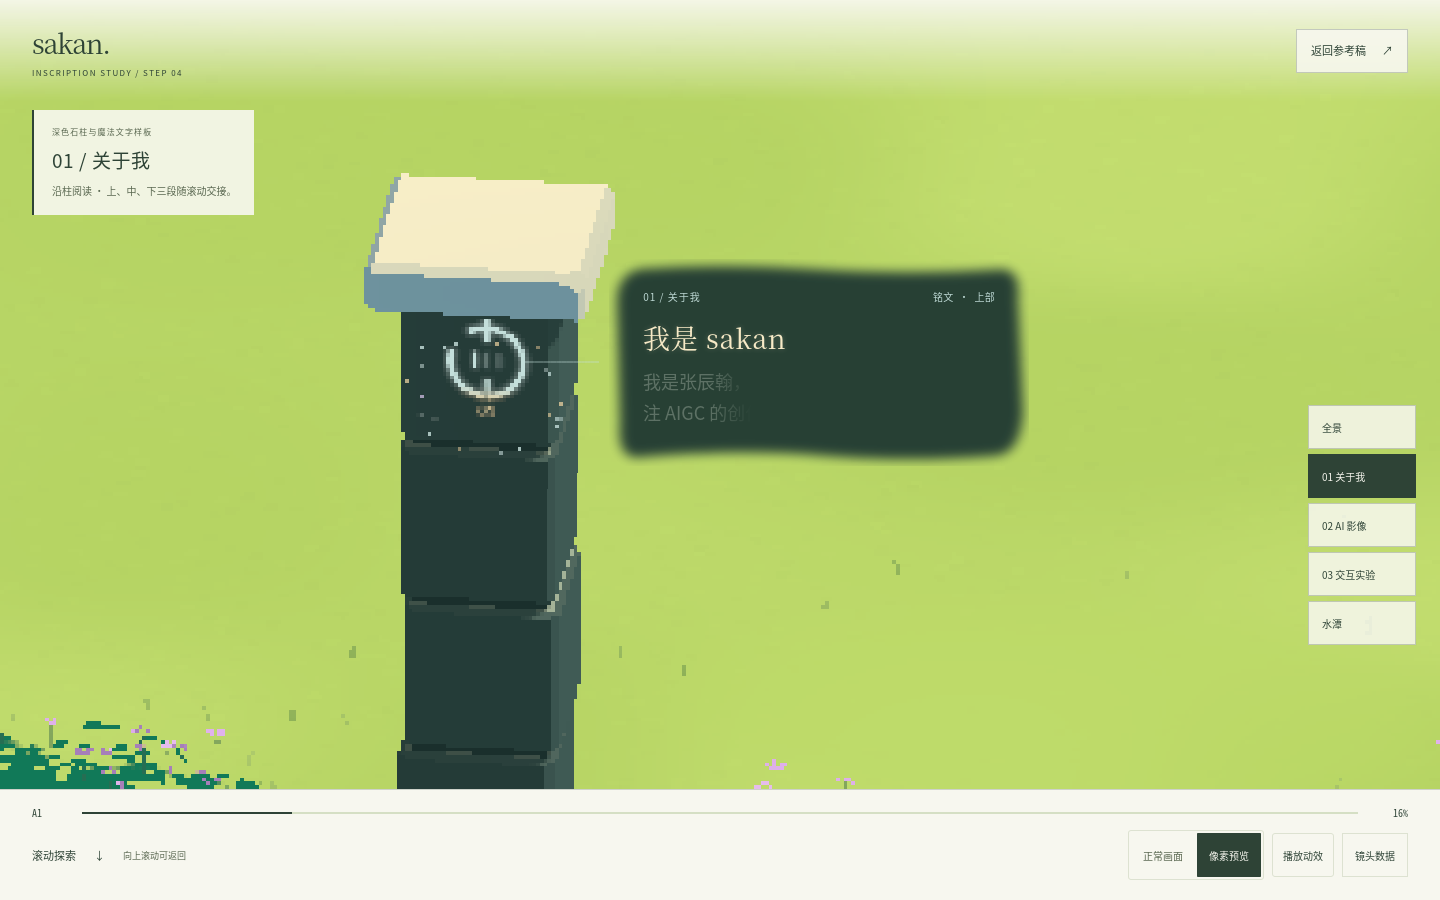 sakan.
INSCRIPTION STUDY / STEP 04
返回参考稿 ↗
深色石柱与魔法文字样板
01 / 关于我
沿柱阅读 · 上、中、下三段随滚动交接。
01 / 关于我
铭文 · 上部
我是 sakan
我是张辰翰，
注 AIGC 的创
全景
01 关于我
02 AI 影像
03 交互实验
水潭
A1
16%
滚动探索 ↓ 向上滚动可返回
正常画面
像素预览
播放动效
镜头数据